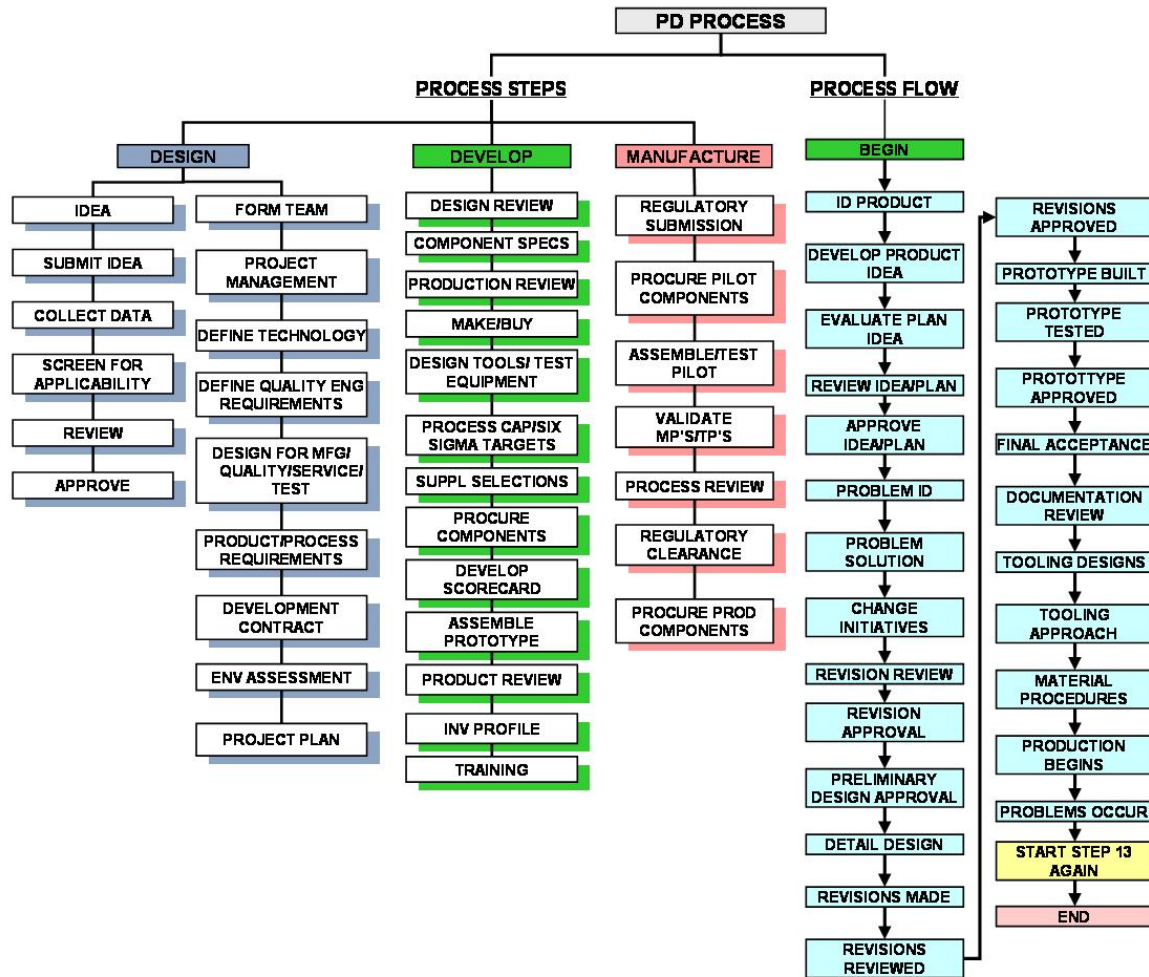 PD PROCESS
PROCESS STEPS
PROCESS FLOW
DESIGN
IDEA
SUBMIT IDEA
COLLECT DATA
SCREEN FOR
APPLICABILITY
REVIEW
APPROVE
FORM TEAM
PROJECT
MANAGEMENT
DEFINE TECHNOLOGY
DEFINE QUALITY ENG
REQUIREMENTS
DESIGN FOR MFG/
QUALITY/SERVICE/
TEST
PRODUCT/PROCESS
REQUIREMENTS
DEVELOPMENT
CONTRACT
ENV ASSESSMENT
PROJECT PLAN
DEVELOP
DESIGN REVIEW
COMPONENT SPECS
PRODUCTION REVIEW
MAKE/BUY
DESIGN TOOLS/ TEST
EQUIPMENT
PROCESS CAP/SIX
SIGMA TARGETS
SUPPL SELECTIONS
PROCURE
COMPONENTS
DEVELOP
SCORECARD
ASSEMBLE
PROTOTYPE
PRODUCT REVIEW
INV PROFILE
TRAINING
MANUFACTURE
REGULATORY
SUBMISSION
PROCURE PILOT
COMPONENTS
ASSEMBLE/TEST
PILOT
VALIDATE
MP'S/TP'S
PROCESS REVIEW
REGULATORY
CLEARANCE
PROCURE PROD
COMPONENTS
BEGIN
ID PRODUCT
DEVELOP PRODUCT
IDEA
EVALUATE PLAN
IDEA
REVIEW IDEA/PLAN
APPROVE
IDEA/PLAN
PROBLEM ID
PROBLEM
SOLUTION
CHANGE
INITIATIVES
REVISION REVIEW
REVISION
APPROVAL
PRELIMINARY
DESIGN APPROVAL
DETAIL DESIGN
REVISIONS MADE
REVISIONS
REVIEWED
REVISIONS
APPROVED
PROTOTYPE BUILT
PROTOTYPE
TESTED
PROTOTTYPE
APPROVED
FINAL ACCEPTANCE
DOCUMENTATION
REVIEW
TOOLING DESIGNS
TOOLING
APPROACH
MATERIAL
PROCEDURES
PRODUCTION
BEGINS
PROBLEMS OCCUR
START STEP 13
AGAIN
END